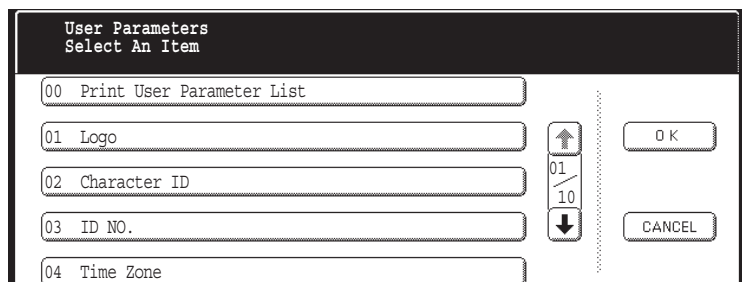 User Parameters
Select An Item
00 Print User Parameter List
01 Logo
OK
02 Character ID
01
10
03 ID NO.
CANCEL
04 Time Zone